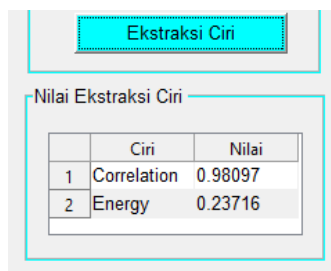 Ekstraksi Ciri
Nilai Ekstraksi Ciri
Ciri Nilai
1 Correlation 0.98097
2 Energy 0.23716